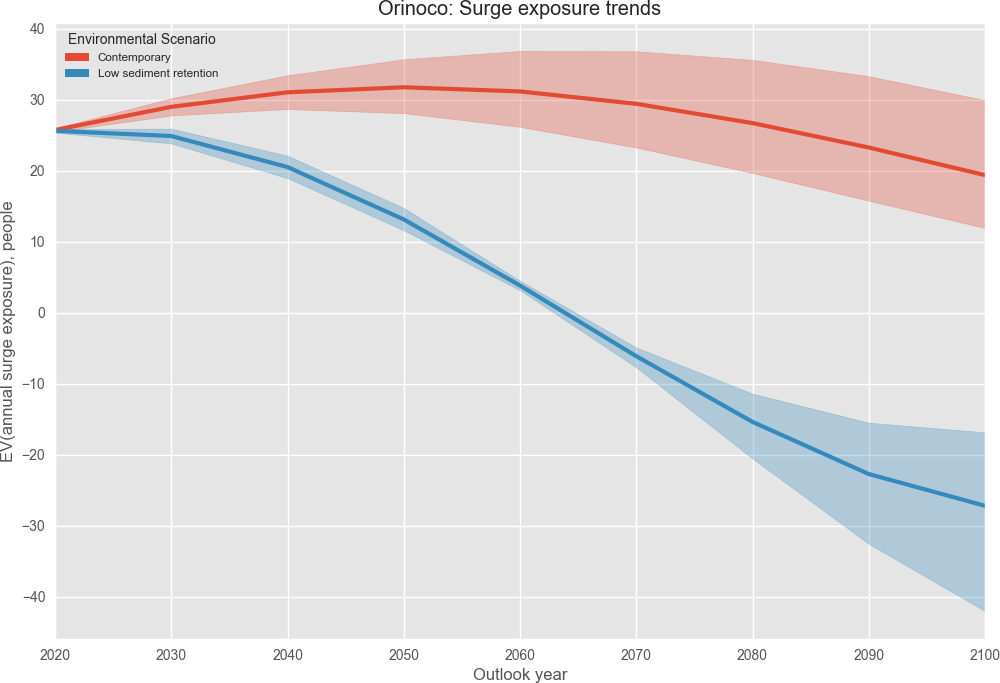 Orinoco: Surge exposure trends
Environmental Scenario
Contemporary
Low sediment retention
EV(annual surge exposure), people
40
30
20
10
0
−10
−20
−30
−40
2020 2030 2040 2050 2060 2070 2080 2090 2100
Outlook year